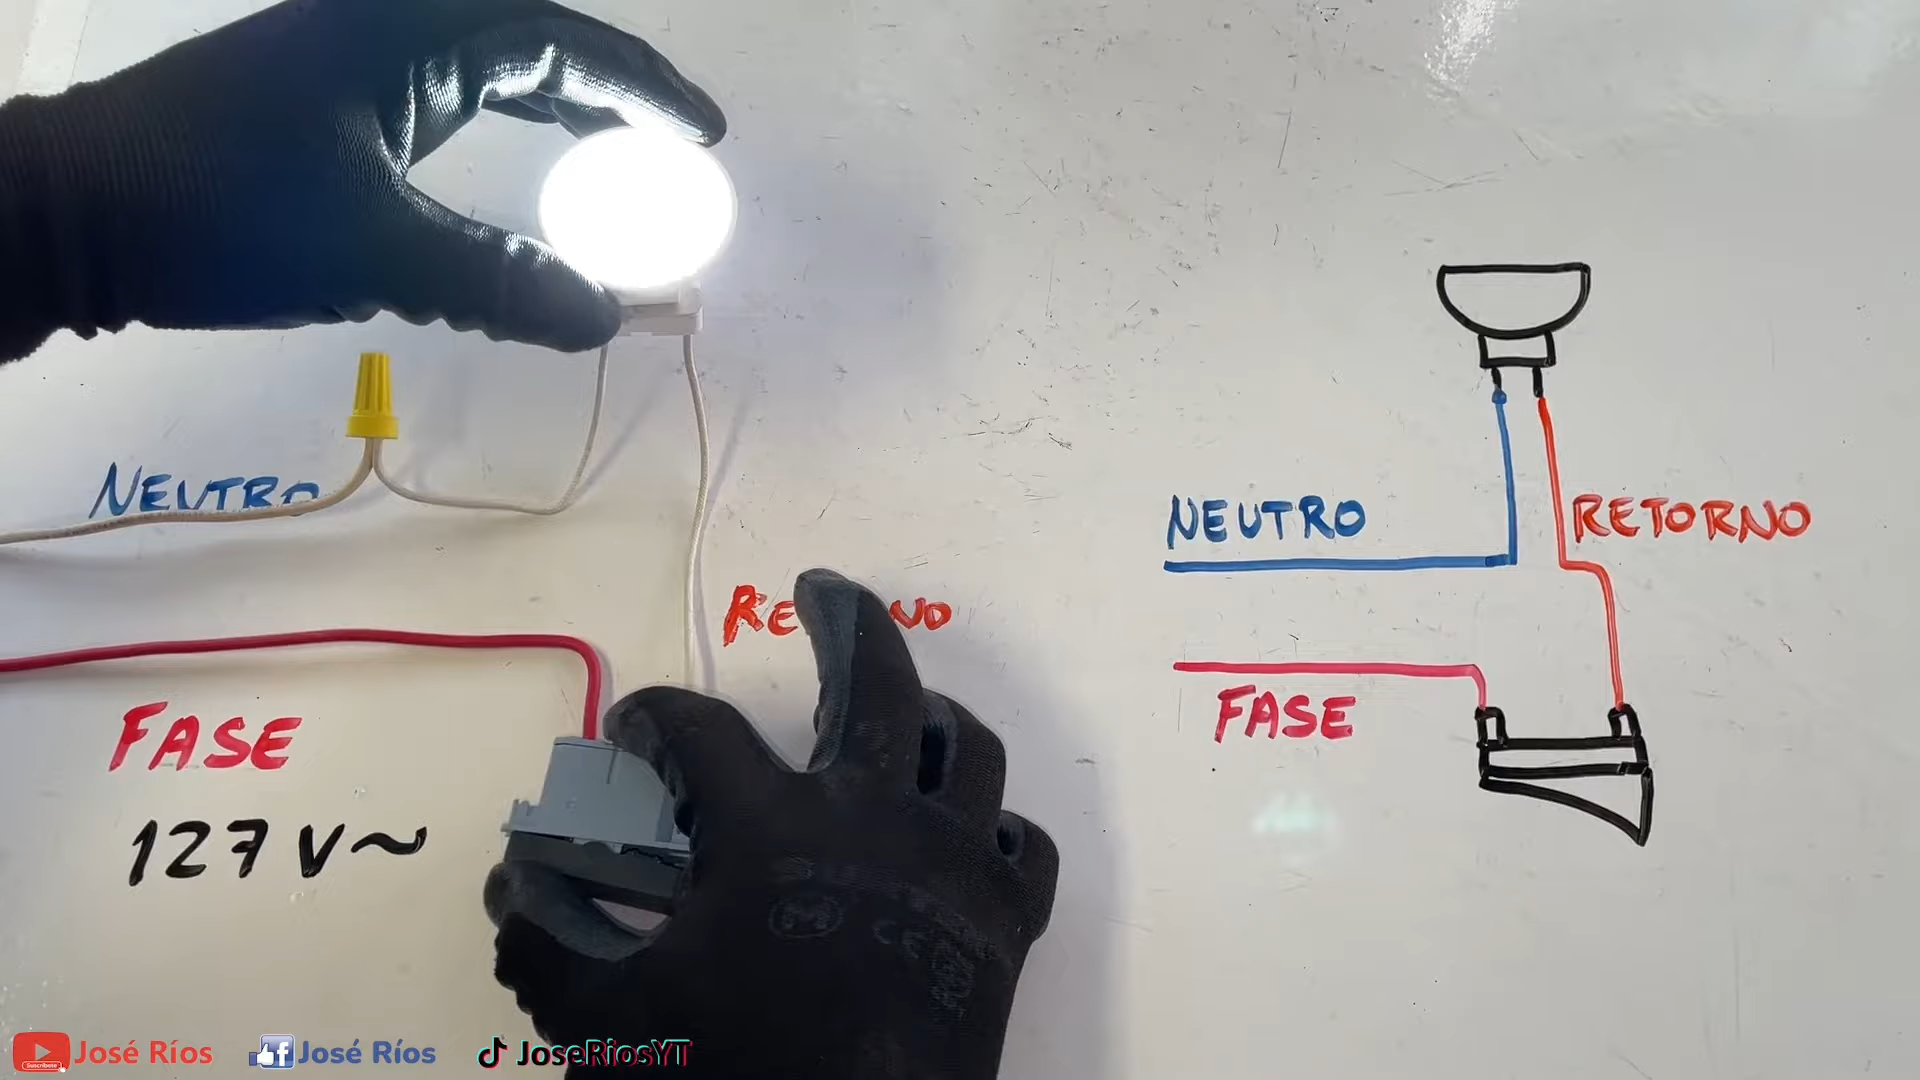 NEUTRO
FASE
127 V~
NEUTRO
RETORNO
FASE
José Ríos
José Ríos
JoseRiosYT